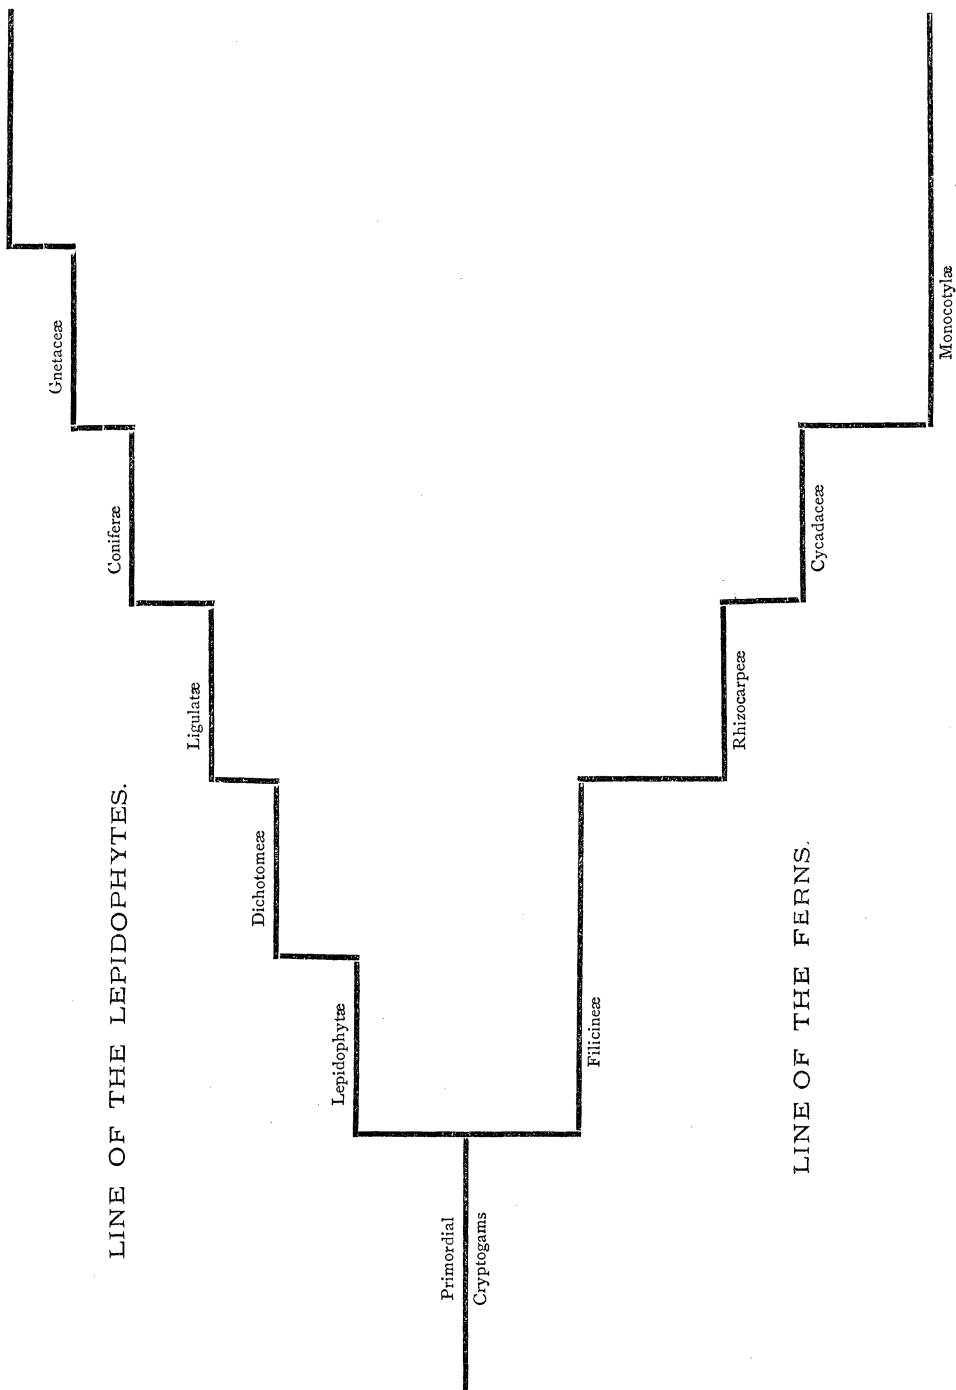 LINE OF THE LEPIDOPHYTES.
Gnetaceæ
Coniferæ
Ligulatæ
Dichotomeæ
Lepidophytæ
Primordial
Cryptogams
Filicineæ
Rhizocarpeæ
Cycadaceæ
Monocotylæ
LINE OF THE FERNS.